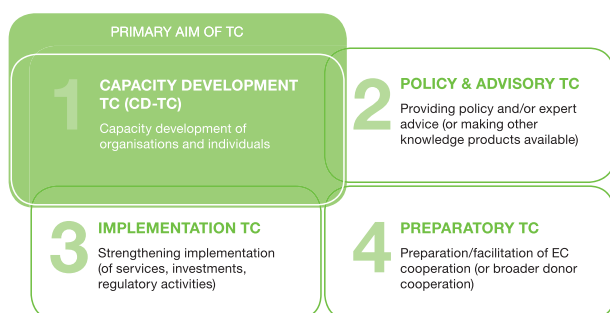 PRIMARY AIM OF TC
1
CAPACITY DEVELOPMENT
TC (CD-TC)
Capacity development of
organisations and individuals
2
POLICY & ADVISORY TC
Providing policy and/or expert
advice (or making other
knowledge products available)
3
IMPLEMENTATION TC
Strengthening implementation
(of services, investments,
regulatory activities)
4
PREPARATORY TC
Preparation/facilitation of EC
cooperation (or broader donor
cooperation)